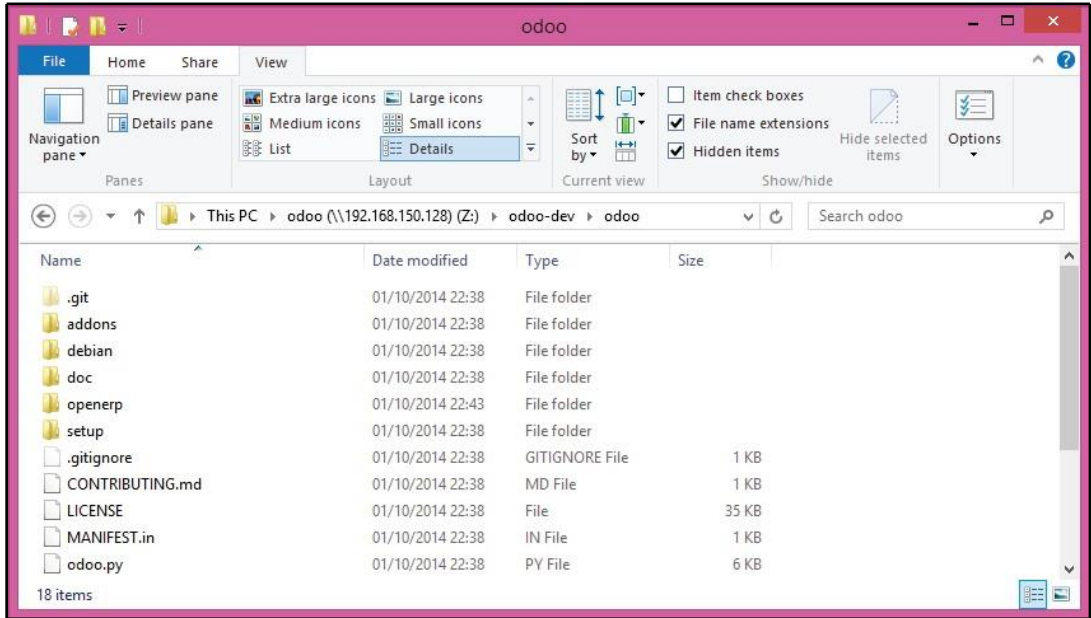 odoo
File Home Share View
Navigation pane
Preview pane
Details pane
Panes
Extra large icons Large icons
Medium icons Small icons
List Details
Layout
Sort by
Current view
Item check boxes
File name extensions
Hidden items
Hide selected items
Show/hide
Options
This PC odoo (\\192.168.150.128) (Z:) odoo-dev odoo Search odoo
Name Date modified Type Size
.git 01/10/2014 22:38 File folder
addons 01/10/2014 22:38 File folder
debian 01/10/2014 22:38 File folder
doc 01/10/2014 22:38 File folder
openerp 01/10/2014 22:43 File folder
setup 01/10/2014 22:38 File folder
.gitignore 01/10/2014 22:38 GITIGNORE File 1 KB
CONTRIBUTING.md 01/10/2014 22:38 MD File 1 KB
LICENSE 01/10/2014 22:38 File 35 KB
MANIFEST.in 01/10/2014 22:38 IN File 1 KB
odoo.py 01/10/2014 22:38 PY File 6 KB
18 items